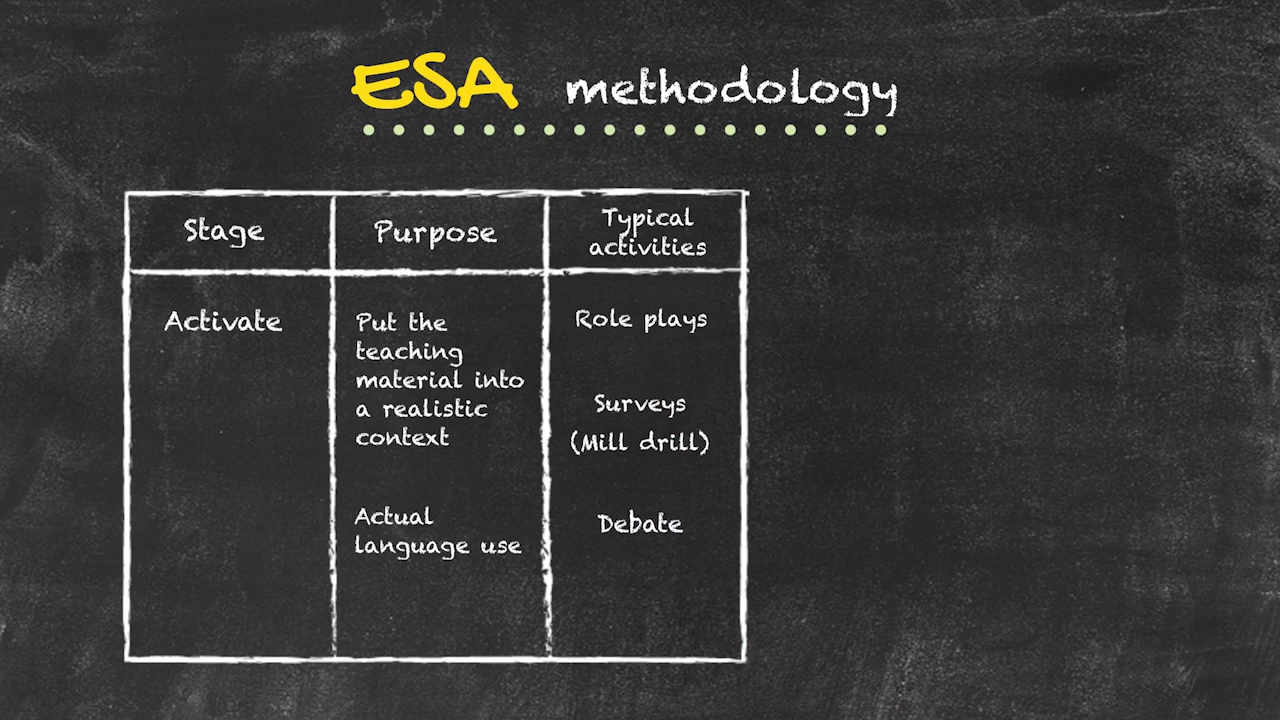 ESA methodology
Stage
Purpose
Typical
activities
Activate
Put the
teaching
material into
a realistic
context
Actual
language use
Role plays
Surveys
(Mill drill)
Debate